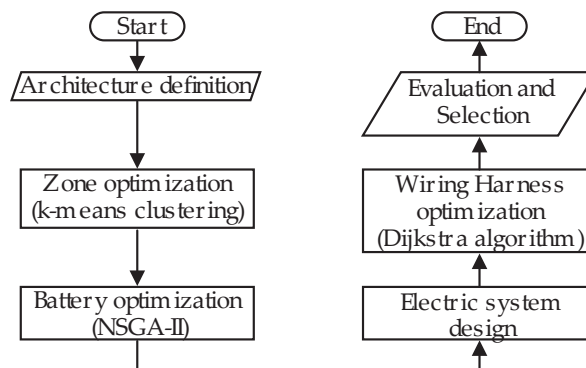 Start
Architecture definition
Zone optimization
(k-means clustering)
Battery optimization
(NSGA-II)
End
Evaluation and
Selection
Wiring Harness
optimization
(Dijkstra algorithm)
Electric system
design